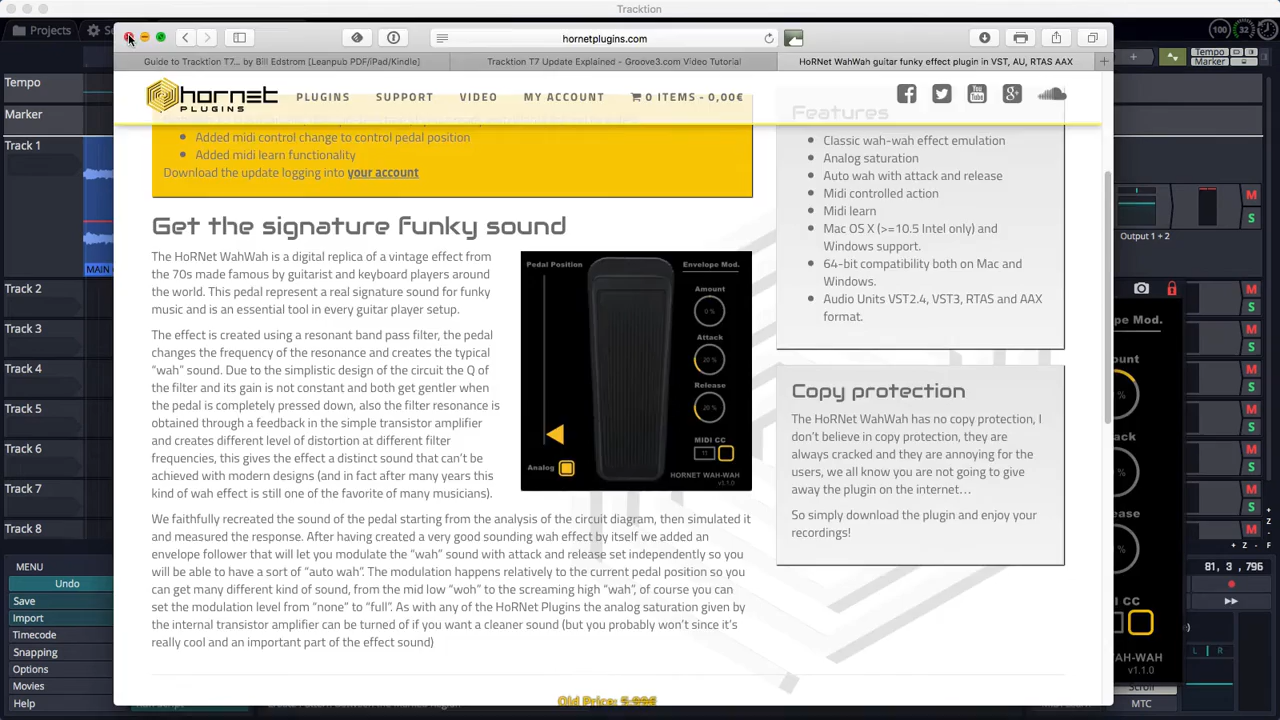 Tracktion
Projects
hornetplugins.com
Guide to Tracktion T7... by Bill Edstrom [Leanpub PDF/iPad/Kindle]
Tracktion T7 Update Explained - Groove3.com Video Tutorial
HoRNet WahWah guitar funky effect plugin in VST, AU, RTAS AAX
hornet
PLUGINS
PLUGINS
SUPPORT
VIDEO
MY ACCOUNT
0 ITEMS - 0,00€
Added midi control change to control pedal position
Added midi learn functionality
Download the update logging into your account
Get the signature funky sound
The HoRNet WahWah is a digital replica of a vintage effect from
the 70s made famous by guitarist and keyboard players around
the world. This pedal represent a real signature sound for funky
music and is an essential tool in every guitar player setup.
The effect is created using a resonant band pass filter, the pedal
changes the frequency of the resonance and creates the typical
“wah” sound. Due to the simplistic design of the circuit the Q of
the filter and its gain is not constant and both get gentler when
the pedal is completely pressed down, also the filter resonance is
obtained through a feedback in the simple transistor amplifier
and creates different level of distortion at different filter
frequencies, this gives the effect a distinct sound that can’t be
achieved with modern designs (and in fact after many years this
kind of wah effect is still one of the favorite of many musicians).
We faithfully recreated the sound of the pedal starting from the analysis of the circuit diagram, then simulated it
and measured the response. After having created a very good sounding wah effect by itself we added an
envelope follower that will let you modulate the “wah” sound with attack and release set independently so you
will be able to have a sort of “auto wah”. The modulation happens relatively to the current pedal position so you
can get many different kind of sound, from the mid low “woh” to the screaming high “wah”, of course you can
set the modulation level from “none” to “full”. As with any of the HoRNet Plugins the analog saturation given by
the internal transistor amplifier can be turned of if you want a cleaner sound (but you probably won’t since it’s
really cool and an important part of the effect sound)
Old Price: 5,99€
Pedal Position
Envelope Mod.
Amount
0 %
Attack
20 %
Release
20 %
MIDI CC
11
Analog
HORNET WAH-WAH
v1.1.0
Features
Classic wah-wah effect emulation
Analog saturation
Auto wah with attack and release
Midi controlled action
Midi learn
Mac OS X (>=10.5 Intel only) and
Windows support.
64-bit compatibility both on Mac and
Windows.
Audio Units VST2.4, VST3, RTAS and AAX
format.
Copy protection
The HoRNet WahWah has no copy protection, I
don’t believe in copy protection, they are
always cracked and they are annoying for the
users, we all know you are not going to give
away the plugin on the internet…
So simply download the plugin and enjoy your
recordings!
Tempo
Marker
Track 1
MAIN
Track 2
Track 3
Track 4
Track 5
Track 6
Track 7
Track 8
MENU
Undo
Save
Import
Timecode
Snapping
Options
Movies
Help
100
32
Tempo
Marker
M
S
Output 1 + 2
M
S
M
S
M
S
M
S
M
S
M
S
M
+ Z - F
81, 3 , 796
L
R
v1.1.0
Scroll
MTC